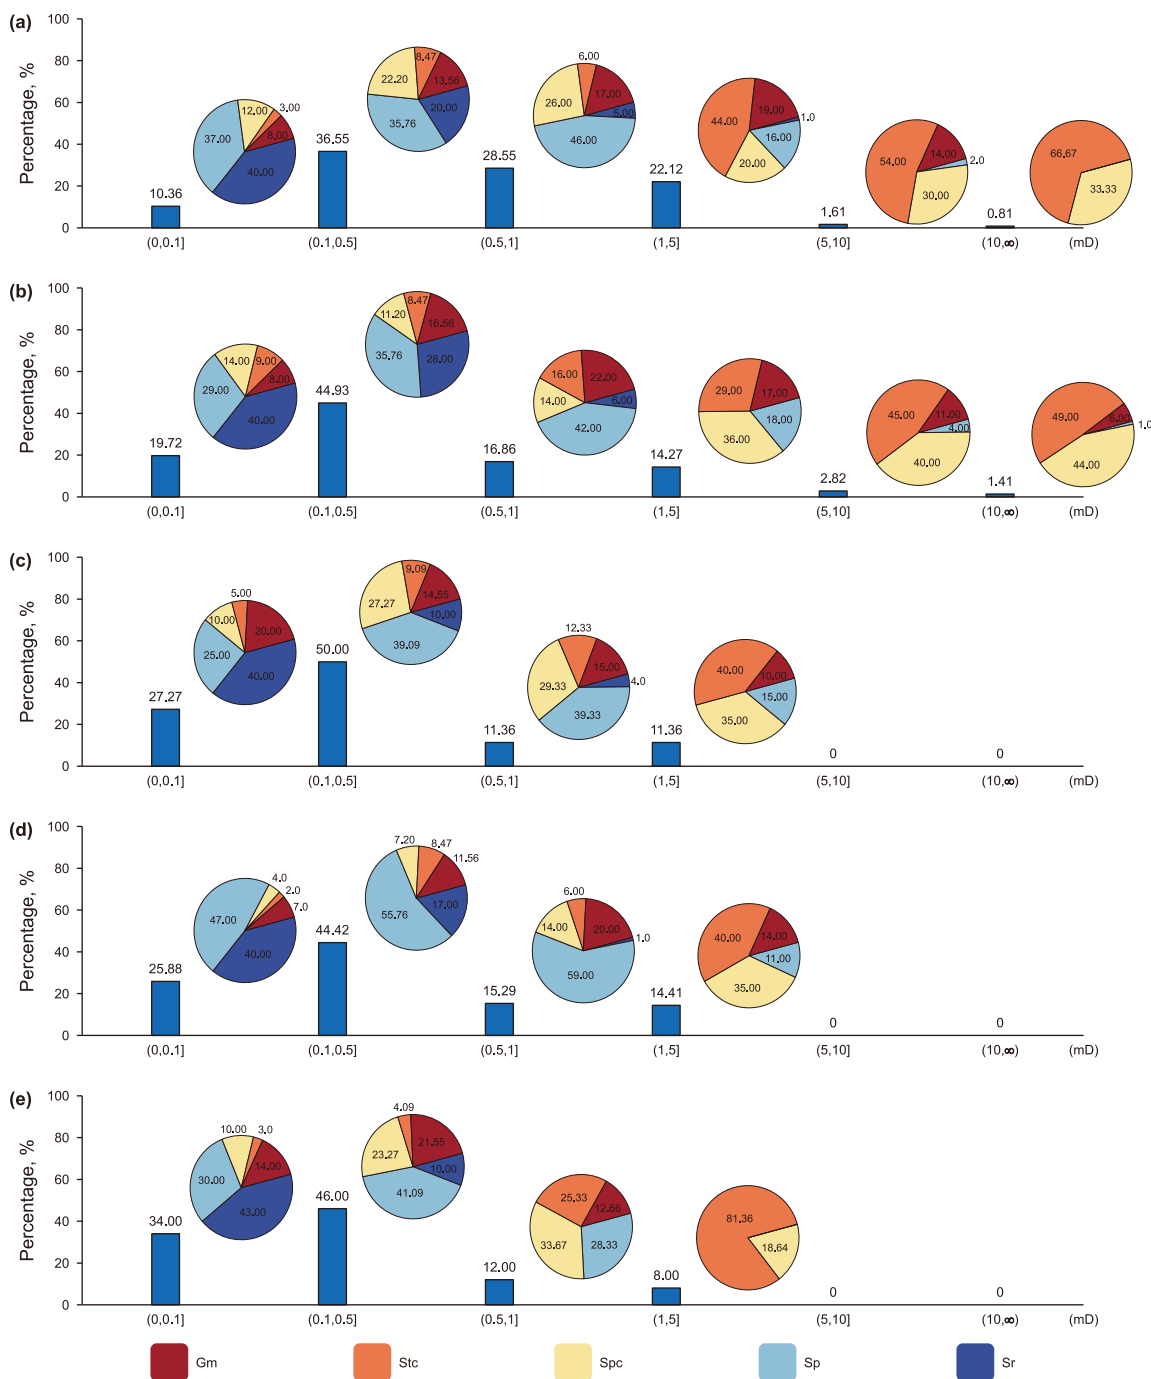 (a)
Percentage, %
100
80
60
40
20
0
10.36
36.55
28.55
22.12
1.61
0.81
37.00 12.00 3.00 8.00 40.00
22.20 8.47 13.56 20.00 35.76
6.00 26.00 17.00 5.00 46.00
44.00 19.00 1.0 16.00 20.00
54.00 14.00 2.0 30.00
66.67 33.33
(0,0.1] (0.1,0.5] (0.5,1] (1,5] (5,10] (10,∞) (mD)
(b)
Percentage, %
100
80
60
40
20
0
19.72
44.93
16.86
14.27
2.82
1.41
29.00 14.00 9.00 8.00 40.00
11.20 8.47 16.56 28.00 35.76
16.00 22.00 6.00 14.00 42.00
29.00 17.00 18.00 36.00
45.00 11.00 4.00 40.00
49.00 6.00 1.0 44.00
(0,0.1] (0.1,0.5] (0.5,1] (1,5] (5,10] (10,∞) (mD)
(c)
Percentage, %
100
80
60
40
20
0
27.27
50.00
11.36
11.36
0
0
5.00 10.00 20.00 25.00 40.00
9.09 27.27 14.55 10.00 39.09
12.33 29.33 15.00 4.0 39.33
40.00 10.00 15.00 35.00
(0,0.1] (0.1,0.5] (0.5,1] (1,5] (5,10] (10,∞) (mD)
(d)
Percentage, %
100
80
60
40
20
0
25.88
44.42
15.29
14.41
0
0
4.0 2.0 7.0 47.00 40.00
7.20 8.47 11.56 17.00 55.76
6.00 14.00 20.00 1.0 59.00
40.00 14.00 11.00 35.00
(0,0.1] (0.1,0.5] (0.5,1] (1,5] (5,10] (10,∞) (mD)
(e)
Percentage, %
100
80
60
40
20
0
34.00
46.00
12.00
8.00
0
0
10.00 3.0 14.00 30.00 43.00
4.09 23.27 21.55 10.00 41.09
25.33 12.66 33.67 28.33
81.36 18.64
(0,0.1] (0.1,0.5] (0.5,1] (1,5] (5,10] (10,∞) (mD)
Gm Stc Spc Sp Sr